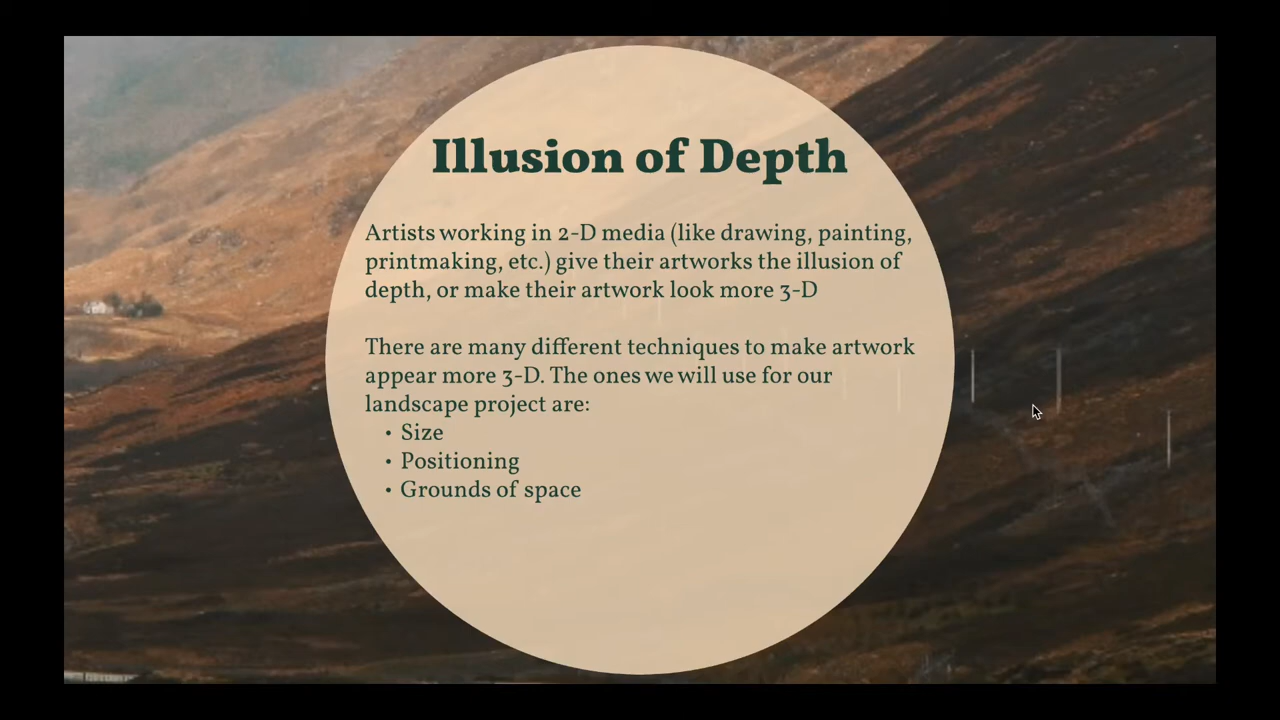 Illusion of Depth
Artists working in 2-D media (like drawing, painting,
printmaking, etc.) give their artworks the illusion of
depth, or make their artwork look more 3-D
There are many different techniques to make artwork
appear more 3-D. The ones we will use for our
landscape project are:
• Size
• Positioning
• Grounds of space